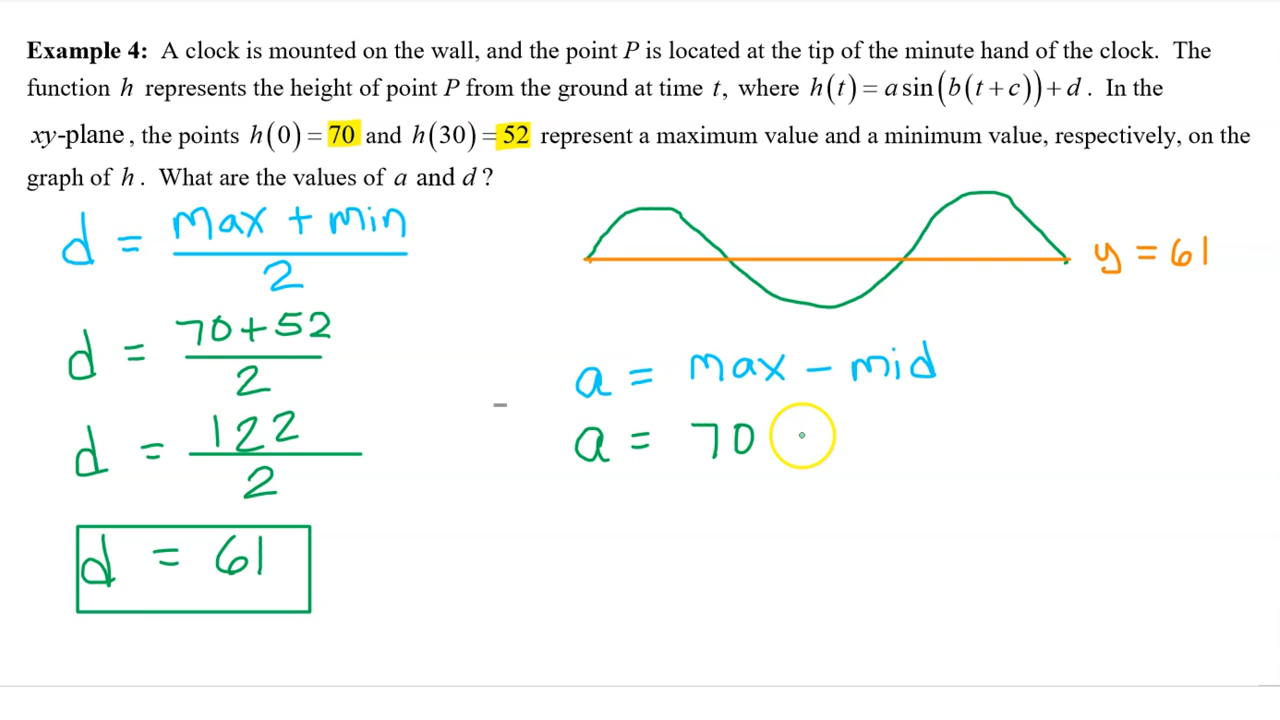 Example 4: A clock is mounted on the wall, and the point P is located at the tip of the minute hand of the clock. The
function h represents the height of point P from the ground at time t, where h(t) = a sin(b(t+c))+d. In the
xy-plane, the points h(0) = 70 and h(30) = 52 represent a maximum value and a minimum value, respectively, on the
graph of h. What are the values of a and d?
d = max + min / 2
y = 61
d = 70+52 / 2
a = max - mid
d = 122 / 2
a = 70
d = 61